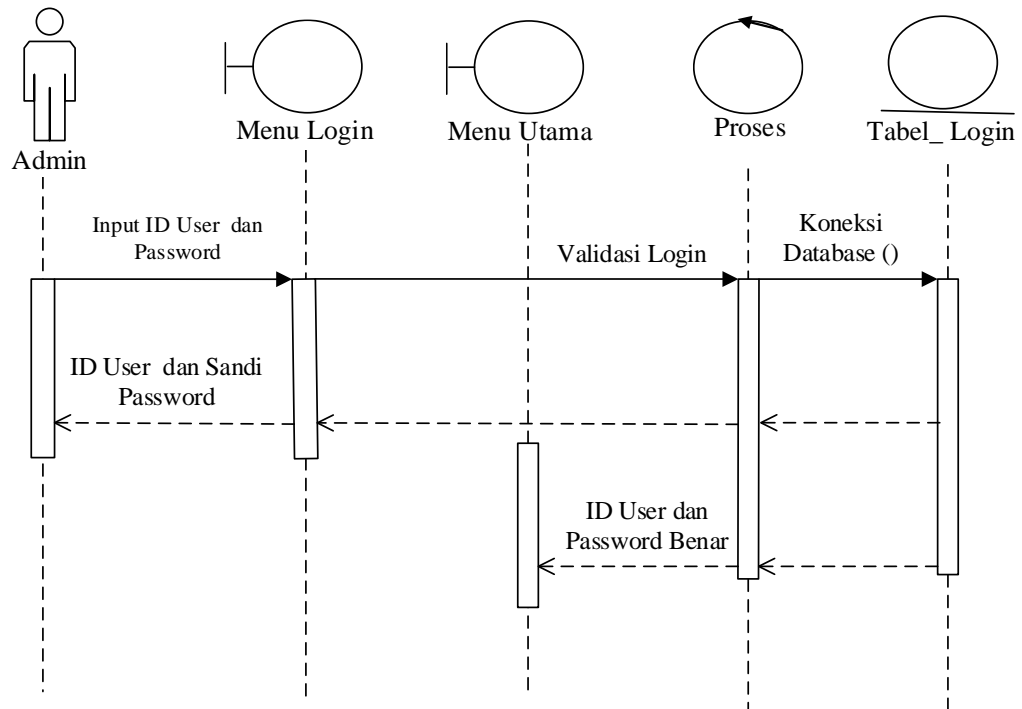 Admin
Menu Login
Menu Utama
Proses
Tabel_ Login
Input ID User dan
Password
Validasi Login
Koneksi
Database ()
ID User dan Sandi
Password
ID User dan
Password Benar